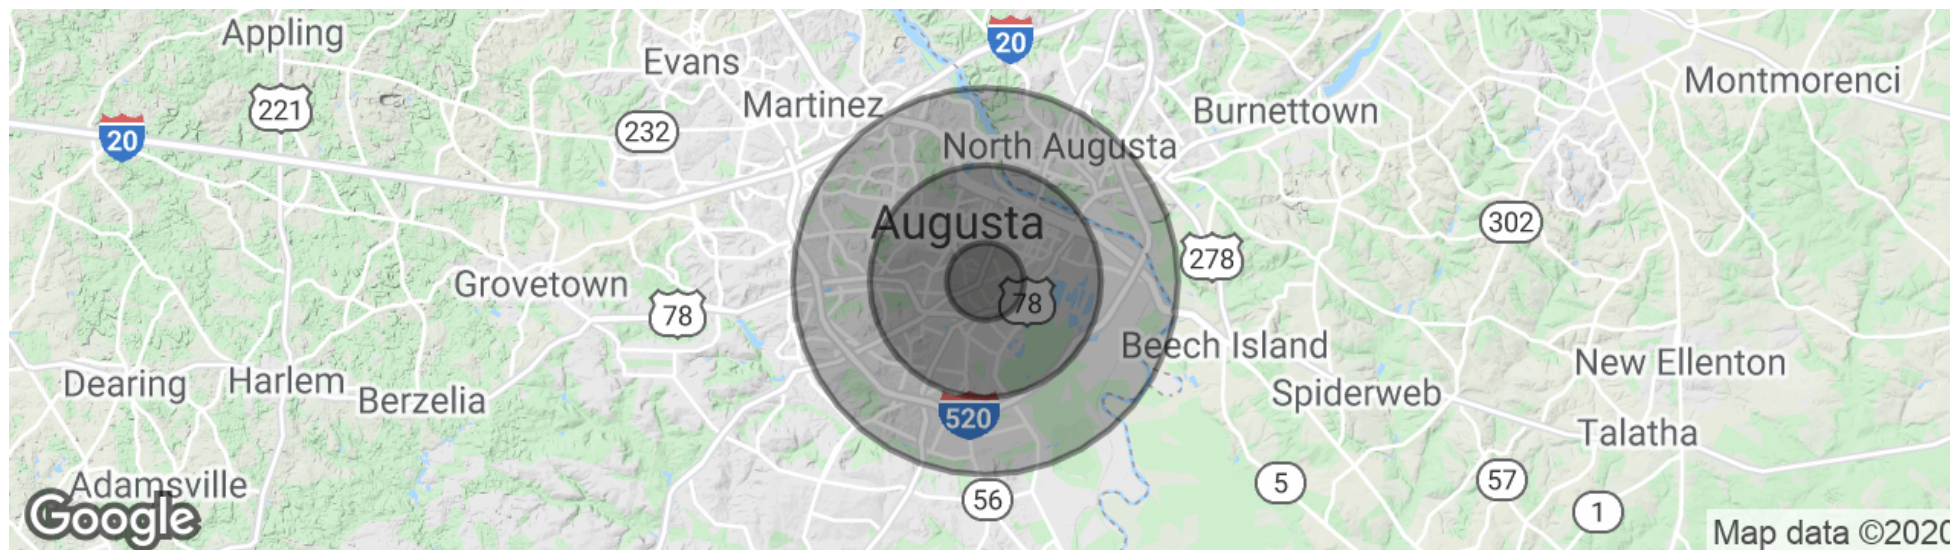 Appling
20
Evans
Montmorenci
221
Martinez
Burnettown
232
20
North Augusta
302
Augusta
278
Grovetown
78
78
Beech Island
New Ellenton
Dearing
Harlem
Spiderweb
Berzelia
520
Talatha
Adamsville
56
5
57
1
Google
Map data ©2020